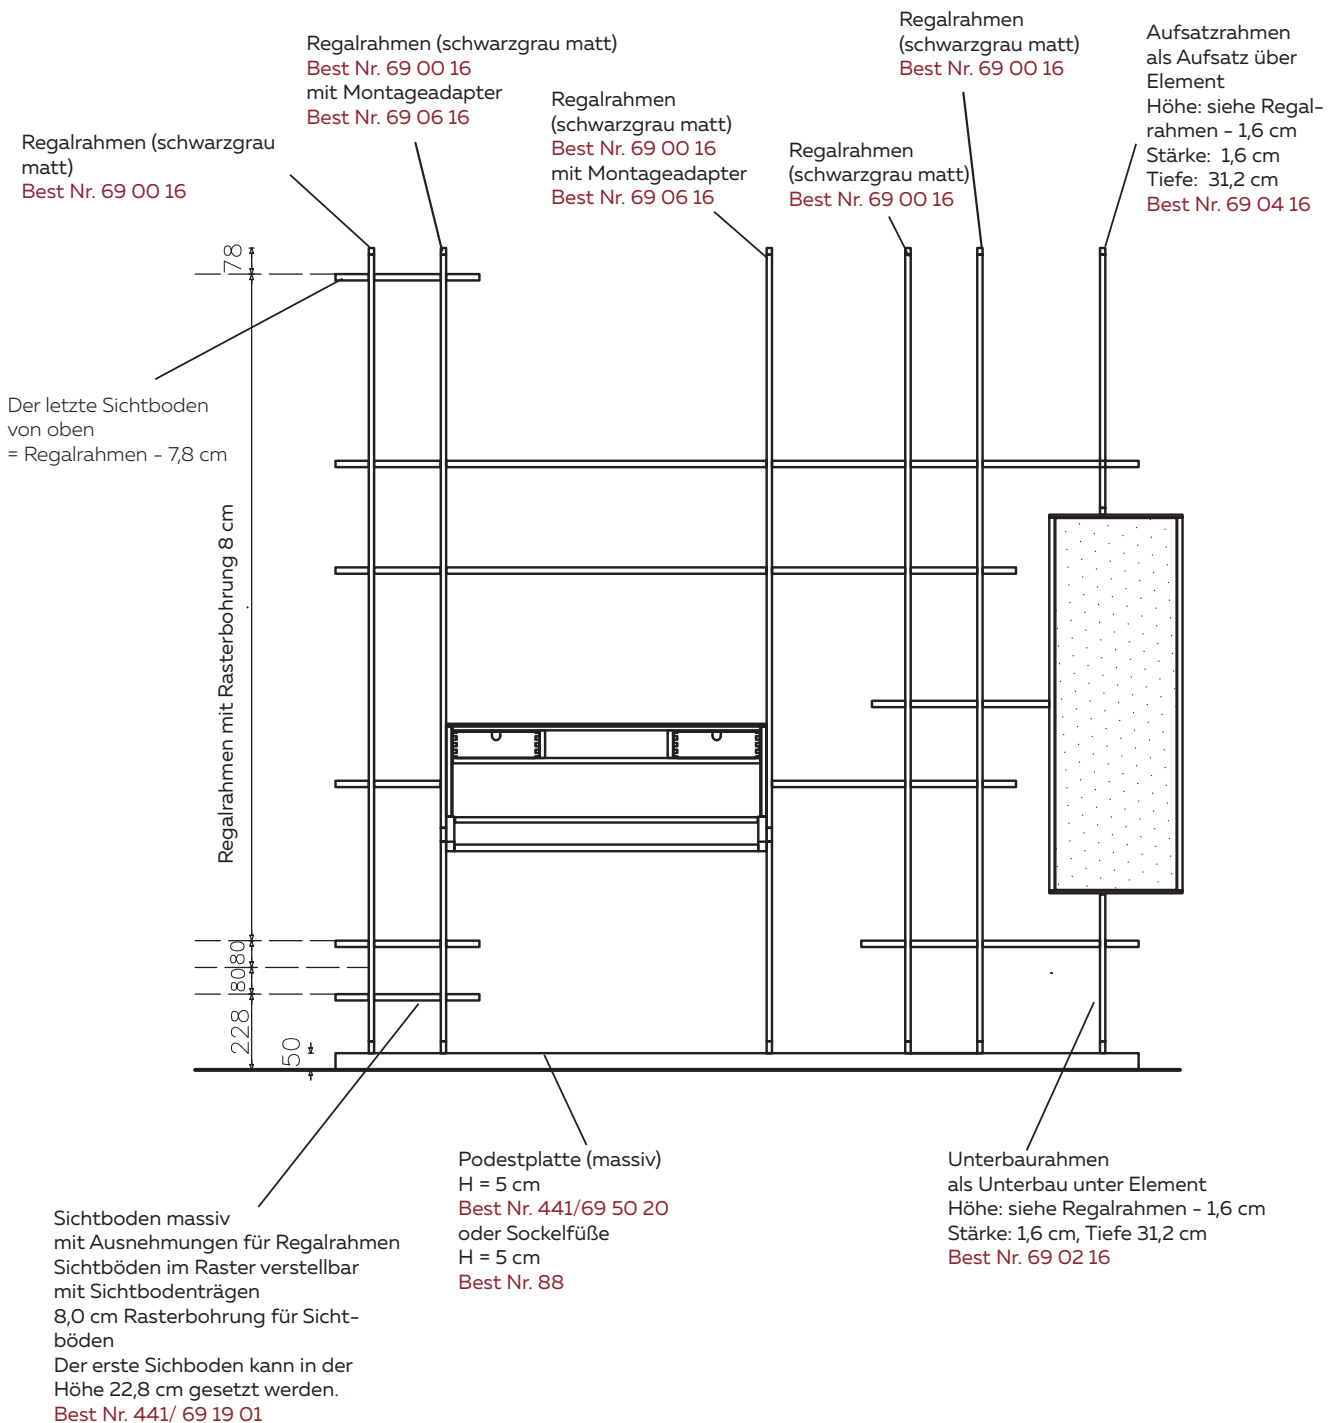 Regalrahmen (schwarzgrau
matt)
Best Nr. 69 00 16
Regalrahmen (schwarzgrau matt)
Best Nr. 69 00 16
mit Montageadapter
Best Nr. 69 06 16
Regalrahmen
(schwarzgrau matt)
Best Nr. 69 00 16
mit Montageadapter
Best Nr. 69 06 16
Regalrahmen
(schwarzgrau matt)
Best Nr. 69 00 16
Regalrahmen
(schwarzgrau matt)
Best Nr. 69 00 16
Aufsatzrahmen
als Aufsatz über
Element
Höhe: siehe Regal-
rahmen - 1,6 cm
Stärke: 1,6 cm
Tiefe: 31,2 cm
Best Nr. 69 04 16
78
Der letzte Sichtboden
von oben
= Regalrahmen - 7,8 cm
Regalrahmen mit Rasterbohrung 8 cm
80
80
228
50
Sichtboden massiv
mit Ausnehmungen für Regalrahmen
Sichtböden im Raster verstellbar
mit Sichtbodenträgen
8,0 cm Rasterbohrung für Sicht-
böden
Der erste Sichboden kann in der
Höhe 22,8 cm gesetzt werden.
Best Nr. 441/ 69 19 01
Podestplatte (massiv)
H = 5 cm
Best Nr. 441/69 50 20
oder Sockelfüße
H = 5 cm
Best Nr. 88
Unterbaurahmen
als Unterbau unter Element
Höhe: siehe Regalrahmen - 1,6 cm
Stärke: 1,6 cm, Tiefe 31,2 cm
Best Nr. 69 02 16